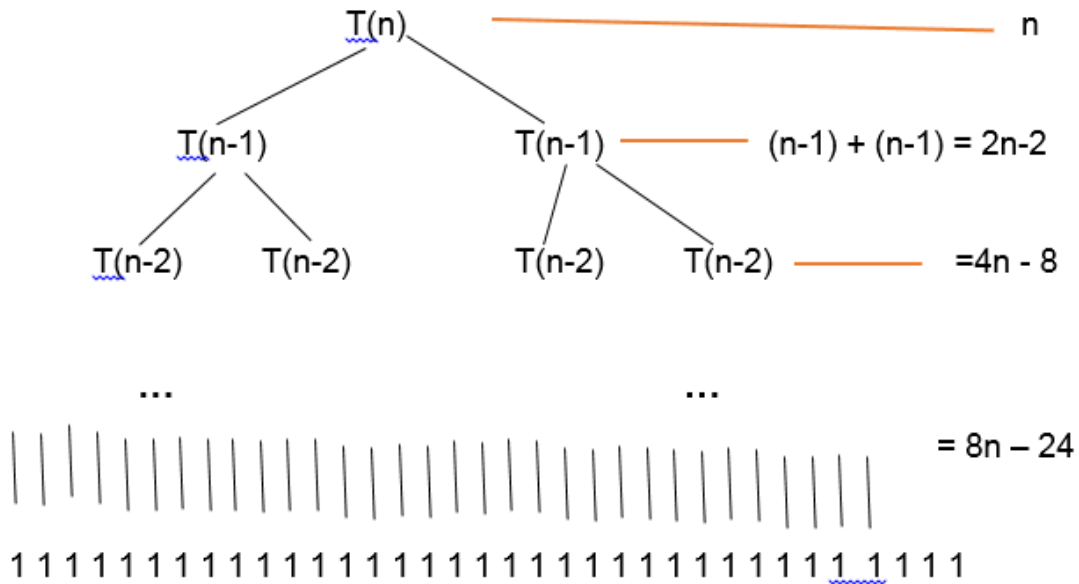 T(n) n
T(n-1) T(n-1) (n-1) + (n-1) = 2n-2
T(n-2) T(n-2) T(n-2) T(n-2) =4n - 8
... ...
= 8n – 24
1 1 1 1 1 1 1 1 1 1 1 1 1 1 1 1 1 1 1 1 1 1 1 1 1 1 1 1 1 1 1 1 1 1 1